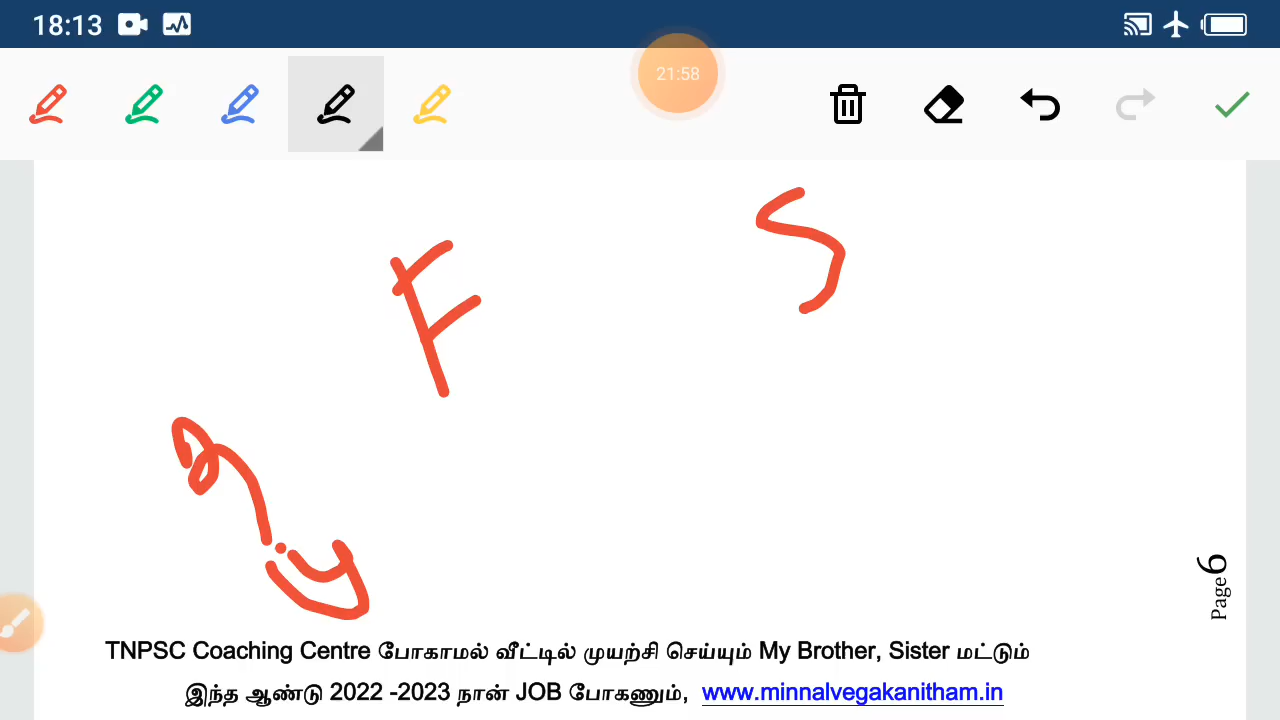 18:13
21:58
S
F
Page 6
TNPSC Coaching Centre போகாமல் வீட்டில் முயற்சி செய்யும் My Brother, Sister மட்டும்
இந்த ஆண்டு 2022 -2023 நான் JOB போகணும், www.minnalvegakanitham.in